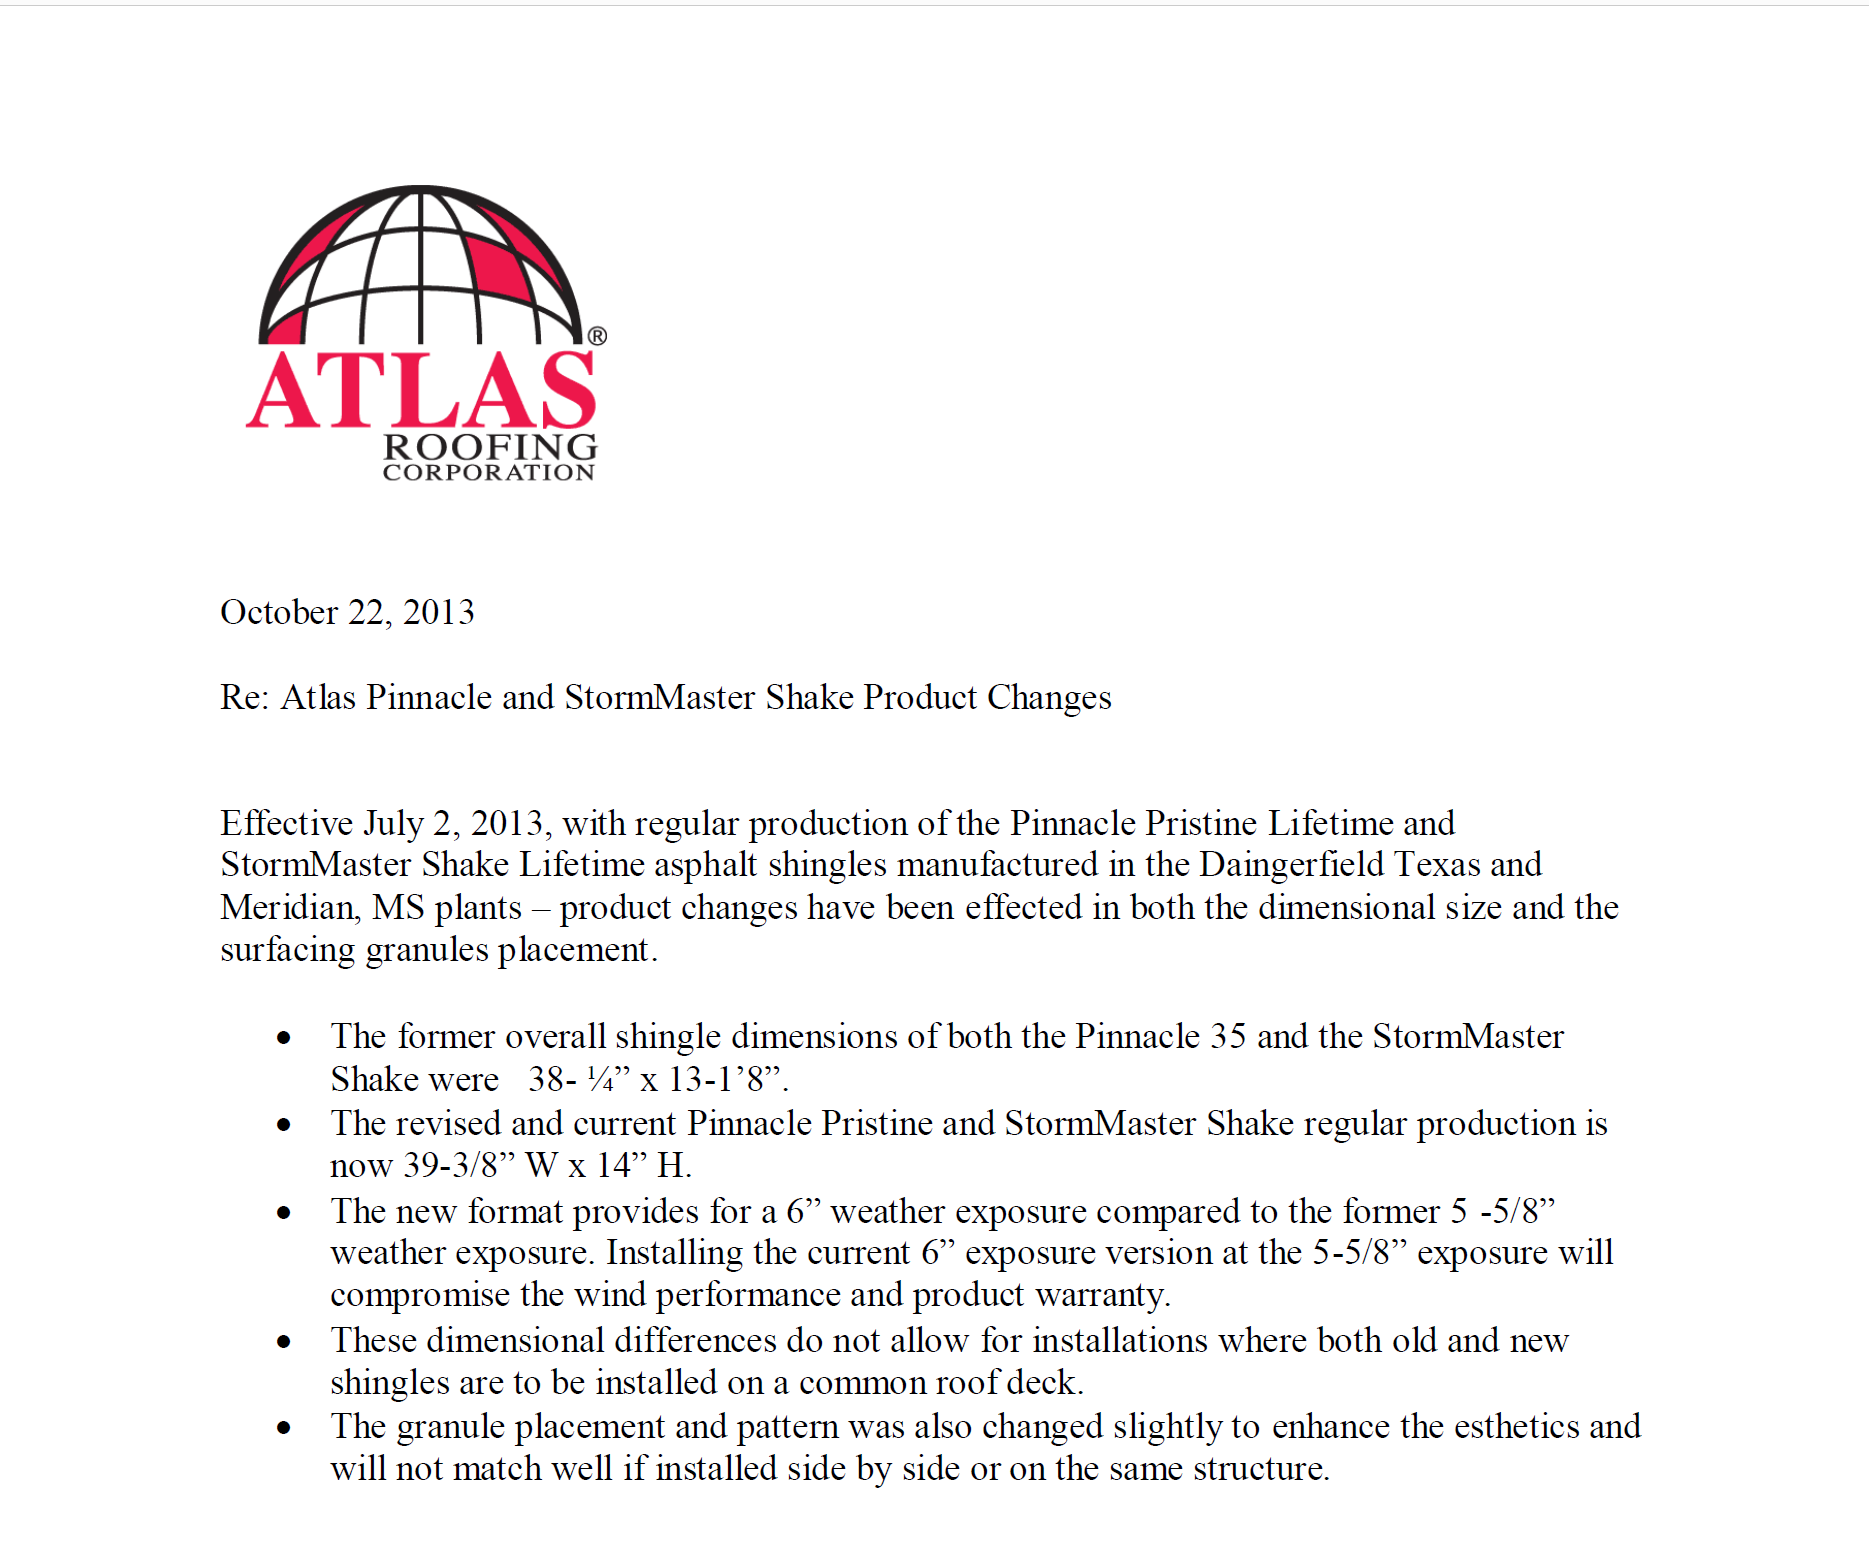 ®
ATLAS
ROOFING
CORPORATION
October 22, 2013
Re: Atlas Pinnacle and StormMaster Shake Product Changes
Effective July 2, 2013, with regular production of the Pinnacle Pristine Lifetime and
StormMaster Shake Lifetime asphalt shingles manufactured in the Daingerfield Texas and
Meridian, MS plants – product changes have been effected in both the dimensional size and the
surfacing granules placement.
• The former overall shingle dimensions of both the Pinnacle 35 and the StormMaster
Shake were 38- ¼” x 13-1’8”.
• The revised and current Pinnacle Pristine and StormMaster Shake regular production is
now 39-3/8” W x 14” H.
• The new format provides for a 6” weather exposure compared to the former 5 -5/8”
weather exposure. Installing the current 6” exposure version at the 5-5/8” exposure will
compromise the wind performance and product warranty.
• These dimensional differences do not allow for installations where both old and new
shingles are to be installed on a common roof deck.
• The granule placement and pattern was also changed slightly to enhance the esthetics and
will not match well if installed side by side or on the same structure.